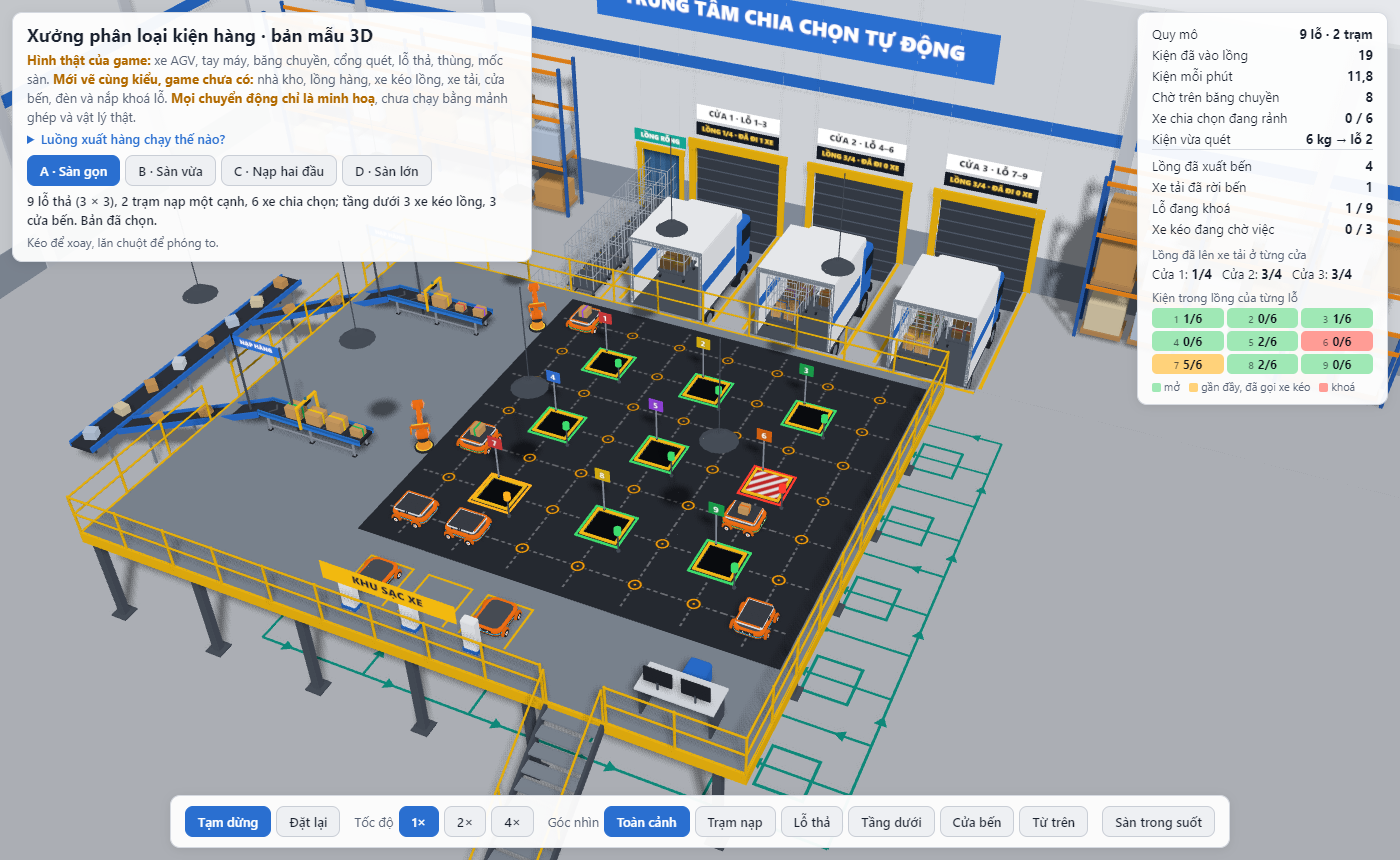 Xưởng phân loại kiện hàng · bản mẫu 3D
Hình thật của game: xe AGV, tay máy, băng chuyền, cổng quét, lỗ thả, thùng, mốc
sàn. Mới vẽ cùng kiểu, game chưa có: nhà kho, lồng hàng, xe kéo lồng, xe tải, cửa
bến, đèn và nắp khoá lỗ. Mọi chuyển động chỉ là minh hoạ, chưa chạy bằng mảnh
ghép và vật lý thật.
▶ Luồng xuất hàng chạy thế nào?
A · Sàn gọn
B · Sàn vừa
C · Nạp hai đầu
D · Sàn lớn
9 lỗ thả (3 × 3), 2 trạm nạp một cạnh, 6 xe chia chọn; tầng dưới 3 xe kéo lồng, 3
cửa bến. Bản đã chọn.
Kéo để xoay, lăn chuột để phóng to.
TRUNG TÂM CHIA CHỌN TỰ ĐỘNG
LỒNG RỖNG
CỬA 1 · LỖ 1–3
LỒNG 1/4 · ĐÃ ĐI 1 XE
CỬA 2 · LỖ 4–6
LỒNG 3/4 · ĐÃ ĐI 0 XE
CỬA 3 · LỖ 7–9
LỒNG 3/4 · ĐÃ ĐI 0 XE
Quy mô 9 lỗ · 2 trạm
Kiện đã vào lồng 19
Kiện mỗi phút 11,8
Chờ trên băng chuyền 8
Xe chia chọn đang rảnh 0 / 6
Kiện vừa quét 6 kg → lỗ 2
Lồng đã xuất bến 4
Xe tải đã rời bến 1
Lỗ đang khoá 1 / 9
Xe kéo đang chờ việc 0 / 3
Lồng đã lên xe tải ở từng cửa
Cửa 1: 1/4 Cửa 2: 3/4 Cửa 3: 3/4
Kiện trong lồng của từng lỗ
1 1/6 2 0/6 3 1/6
4 0/6 5 2/6 6 0/6
7 5/6 8 2/6 9 0/6
mở gần đầy, đã gọi xe kéo khoá
NẠP HÀNG
1
2
3
4
5
6
7
8
9
KHU SẠC XE
Tạm dừng
Đặt lại
Tốc độ
1×
2×
4×
Góc nhìn
Toàn cảnh
Trạm nạp
Lỗ thả
Tầng dưới
Cửa bến
Từ trên
Sàn trong suốt